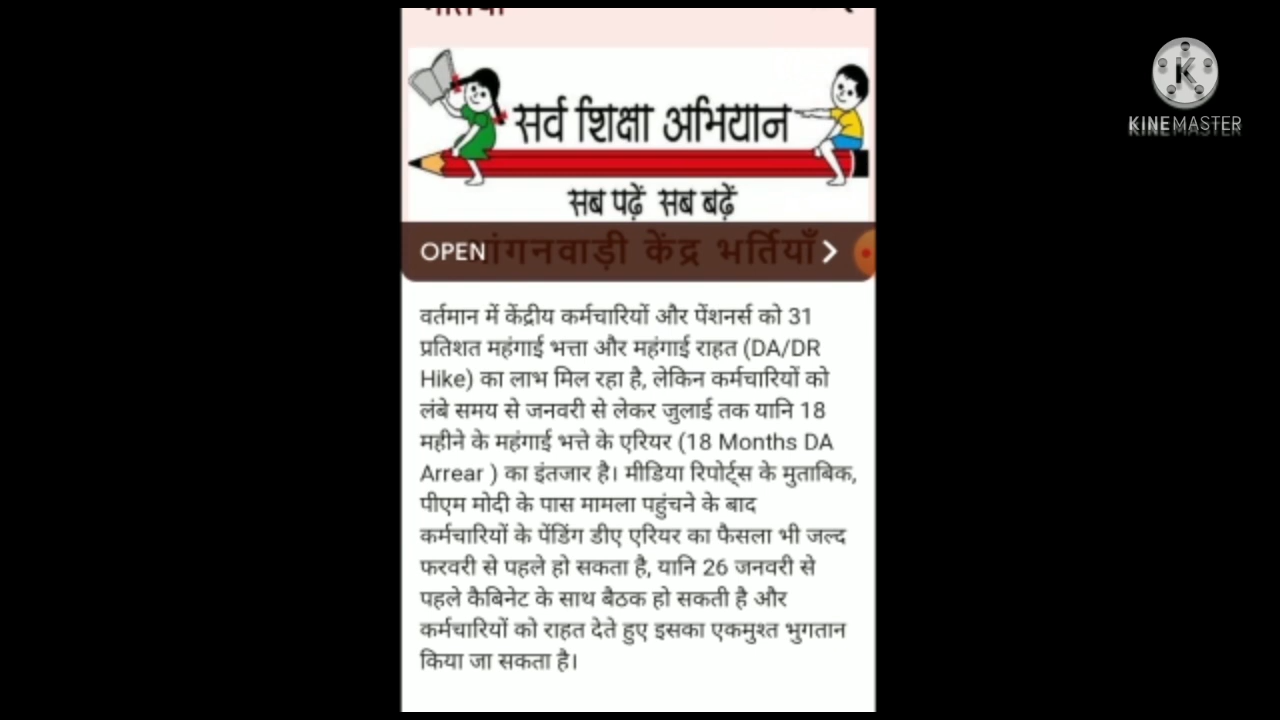 KINEMASTER
सर्व शिक्षा अभियान
सब पढ़ें सब बढ़ें
OPEN
केंद्र भर्तियाँ
वर्तमान में केंद्रीय कर्मचारियों और पेंशनर्स को 31
प्रतिशत महंगाई भत्ता और महंगाई राहत (DA/DR
Hike) का लाभ मिल रहा है, लेकिन कर्मचारियों को
लंबे समय से जनवरी से लेकर जुलाई तक यानि 18
महीने के महंगाई भत्ते के एरियर (18 Months DA
Arrear ) का इंतजार है। मीडिया रिपोर्ट्स के मुताबिक,
पीएम मोदी के पास मामला पहुंचने के बाद
कर्मचारियों के पेंडिंग डीए एरियर का फैसला भी जल्द
फरवरी से पहले हो सकता है, यानि 26 जनवरी से
पहले कैबिनेट के साथ बैठक हो सकती है और
कर्मचारियों को राहत देते हुए इसका एकमुश्त भुगतान
किया जा सकता है।